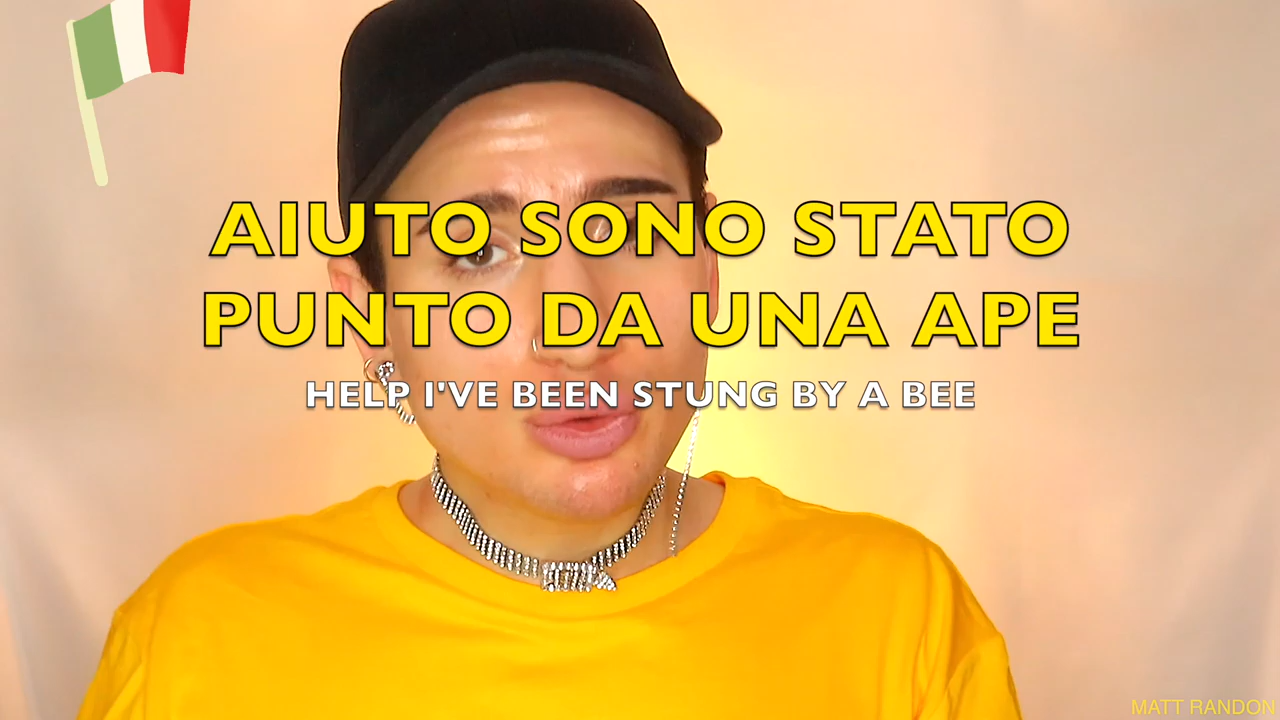 AIUTO SONO STATO
PUNTO DA UNA APE
HELP I'VE BEEN STUNG BY A BEE
MATT RANDON